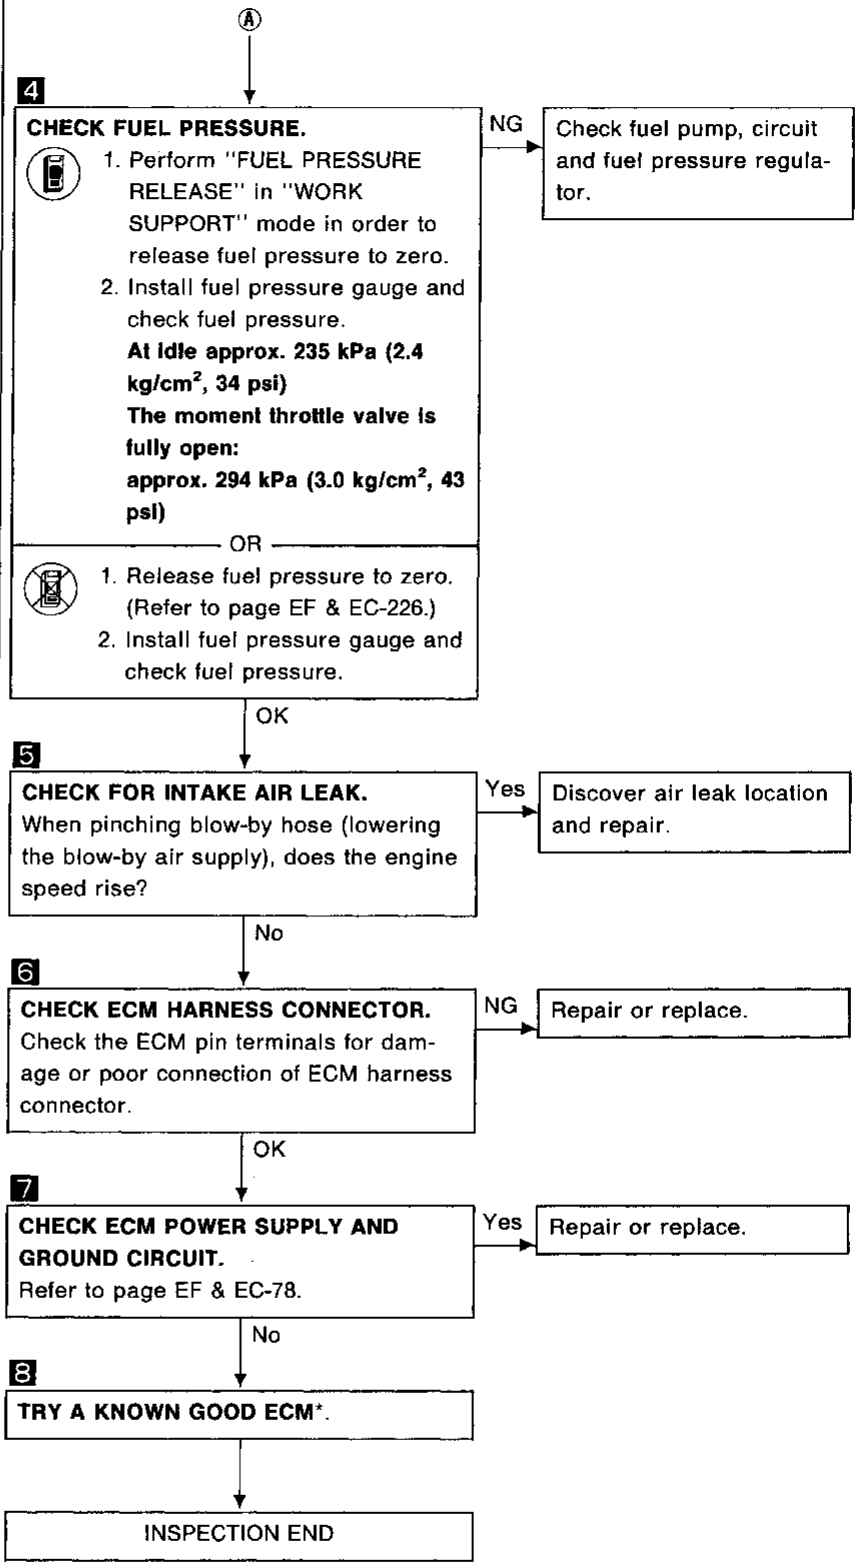 A
4
CHECK FUEL PRESSURE.
1. Perform "FUEL PRESSURE
RELEASE" in "WORK
SUPPORT" mode in order to
release fuel pressure to zero.
2. Install fuel pressure gauge and
check fuel pressure.
At idle approx. 235 kPa (2.4
kg/cm², 34 psi)
The moment throttle valve is
fully open:
approx. 294 kPa (3.0 kg/cm², 43
psi)
NG
Check fuel pump, circuit
and fuel pressure regula-
tor.
OR
1. Release fuel pressure to zero.
(Refer to page EF & EC-226.)
2. Install fuel pressure gauge and
check fuel pressure.
OK
5
CHECK FOR INTAKE AIR LEAK.
When pinching blow-by hose (lowering
the blow-by air supply), does the engine
speed rise?
Yes
Discover air leak location
and repair.
No
6
CHECK ECM HARNESS CONNECTOR.
Check the ECM pin terminals for dam-
age or poor connection of ECM harness
connector.
NG
Repair or replace.
OK
7
CHECK ECM POWER SUPPLY AND
GROUND CIRCUIT.
Refer to page EF & EC-78.
Yes
Repair or replace.
No
8
TRY A KNOWN GOOD ECM*.
INSPECTION END